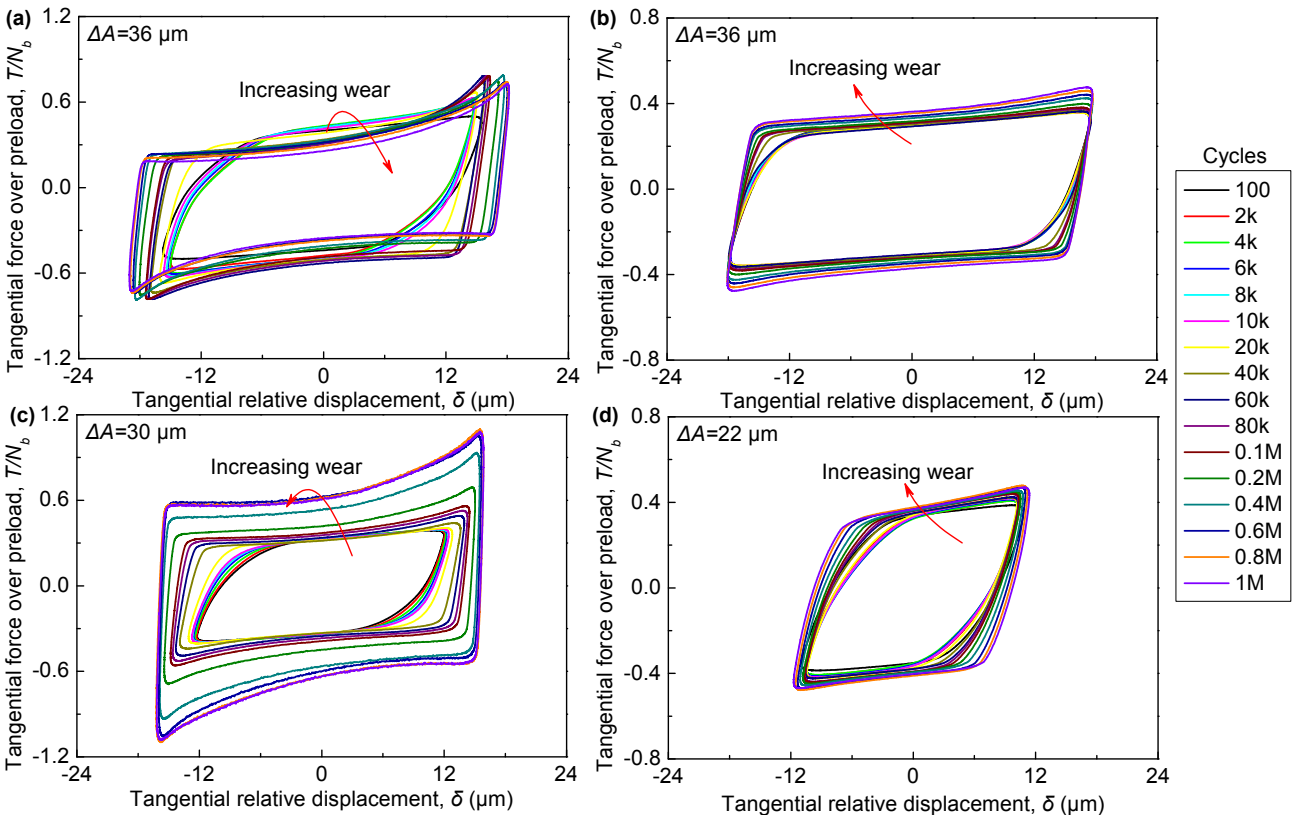 (a)
ΔA=36 μm
Increasing wear
Tangential force over preload, T/N_b
1.2
0.6
0.0
-0.6
-1.2
-24
-12
0
12
24
Tangential relative displacement, δ (μm)
(b)
ΔA=36 μm
Increasing wear
Tangential force over preload, T/N_b
0.8
0.4
0.0
-0.4
-0.8
-24
-12
0
12
24
Tangential relative displacement, δ (μm)
(c)
ΔA=30 μm
Increasing wear
Tangential force over preload, T/N_b
1.2
0.6
0.0
-0.6
-1.2
-24
-12
0
12
24
Tangential relative displacement, δ (μm)
(d)
ΔA=22 μm
Increasing wear
Tangential force over preload, T/N_b
0.8
0.4
0.0
-0.4
-0.8
-24
-12
0
12
24
Tangential relative displacement, δ (μm)
Cycles
100
2k
4k
6k
8k
10k
20k
40k
60k
80k
0.1M
0.2M
0.4M
0.6M
0.8M
1M